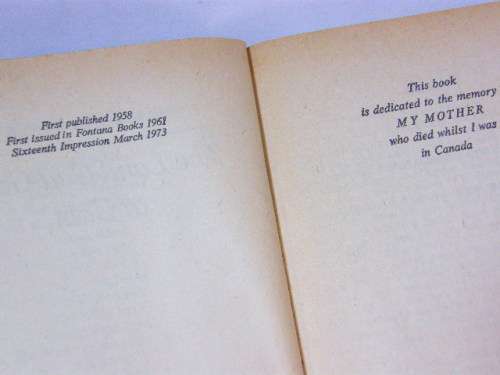 First published 1958
First issued in Fontana Books 1961
Sixteenth Impression March 1973
This book
is dedicated to the memory
MY MOTHER
who died whilst I was
in Canada